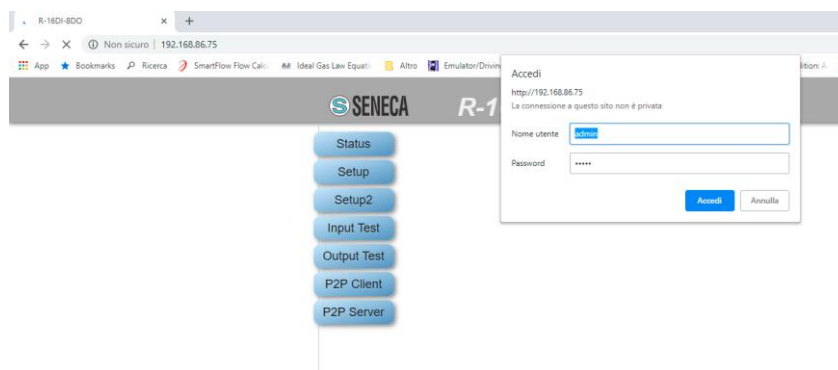 R-16DI-8DO
Non sicuro | 192.168.86.75
App Bookmarks Ricerca SmartFlow Flow Calc Ideal Gas Law Equati Altro Emulator/Drivin
Accedi
http://192.168.86.75
La connessione a questo sito non è privata
Nome utente admin
Password •••••
Accedi Annulla
SENECA R-1
Status
Setup
Setup2
Input Test
Output Test
P2P Client
P2P Server